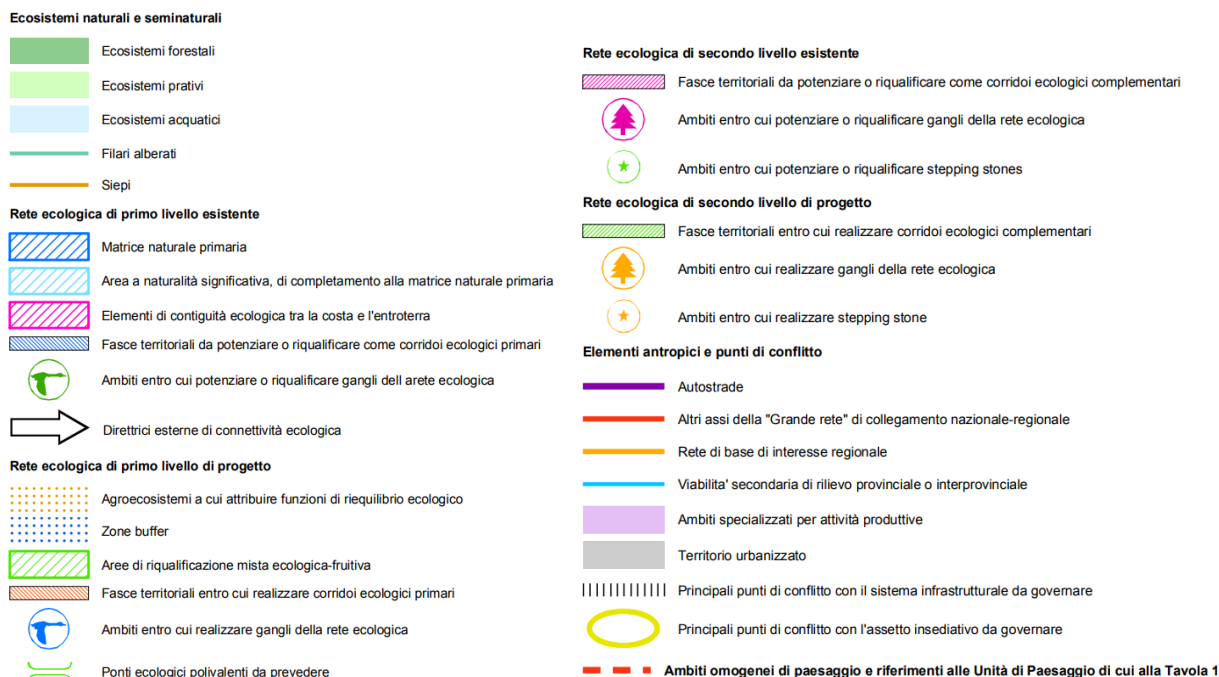 Ecosistemi naturali e seminaturali
Ecosistemi forestali
Ecosistemi prativi
Ecosistemi acquatici
Filari alberati
Siepi
Rete ecologica di primo livello esistente
Matrice naturale primaria
Area a naturalità significativa, di completamento alla matrice naturale primaria
Elementi di contiguità ecologica tra la costa e l'entroterra
Fasce territoriali da potenziare o riqualificare come corridoi ecologici primari
Ambiti entro cui potenziare o riqualificare gangli dell arete ecologica
Direttrici esterne di connettività ecologica
Rete ecologica di primo livello di progetto
Agroecosistemi a cui attribuire funzioni di riequilibrio ecologico
Zone buffer
Aree di riqualificazione mista ecologica-fruitiva
Fasce territoriali entro cui realizzare corridoi ecologici primari
Ambiti entro cui realizzare gangli della rete ecologica
Ponti ecologici polivalenti da prevedere
Rete ecologica di secondo livello esistente
Fasce territoriali da potenziare o riqualificare come corridoi ecologici complementari
Ambiti entro cui potenziare o riqualificare gangli della rete ecologica
Ambiti entro cui potenziare o riqualificare stepping stones
Rete ecologica di secondo livello di progetto
Fasce territoriali entro cui realizzare corridoi ecologici complementari
Ambiti entro cui realizzare gangli della rete ecologica
Ambiti entro cui realizzare stepping stone
Elementi antropici e punti di conflitto
Autostrade
Altri assi della "Grande rete" di collegamento nazionale-regionale
Rete di base di interesse regionale
Viabilita' secondaria di rilievo provinciale o interprovinciale
Ambiti specializzati per attività produttive
Territorio urbanizzato
Principali punti di conflitto con il sistema infrastrutturale da governare
Principali punti di conflitto con l'assetto insediativo da governare
Ambiti omogenei di paesaggio e riferimenti alle Unità di Paesaggio di cui alla Tavola 1